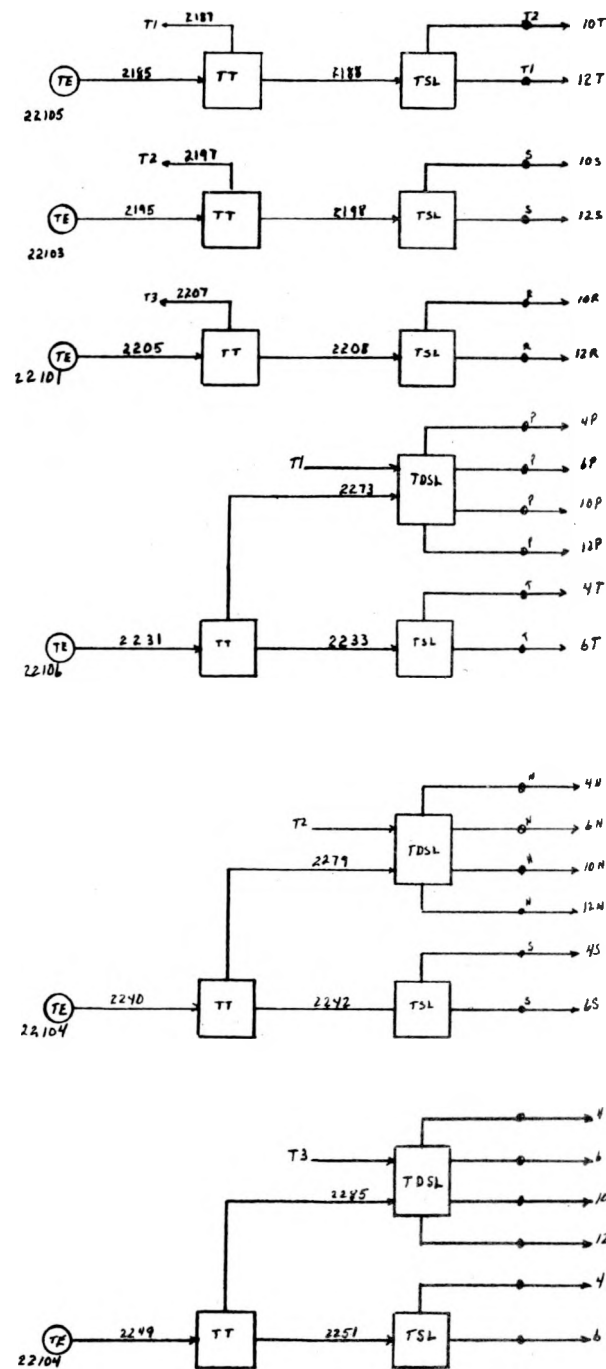 T1 2187 T2 10T
TE 2185 TT 2188 TSL T1 12T
22105
T2 2197 S 10S
TE 2195 TT 2198 TSL S 12S
22103
T3 2207 R 10R
TE 2205 TT 2208 TSL R 12R
22101
P 4P
T1 TDSL P 6P
2273 P 10P
P 12P
T 4T
TE 2231 TT 2233 TSL T 6T
22106
N 4N
T2 TDSL N 6N
2279 N 10N
N 12N
S 4S
TE 2240 TT 2242 TSL S 6S
22104
4
T3 TDSL 6
2285 10
12
4
TE 2249 TT 2251 TSL 6
22104